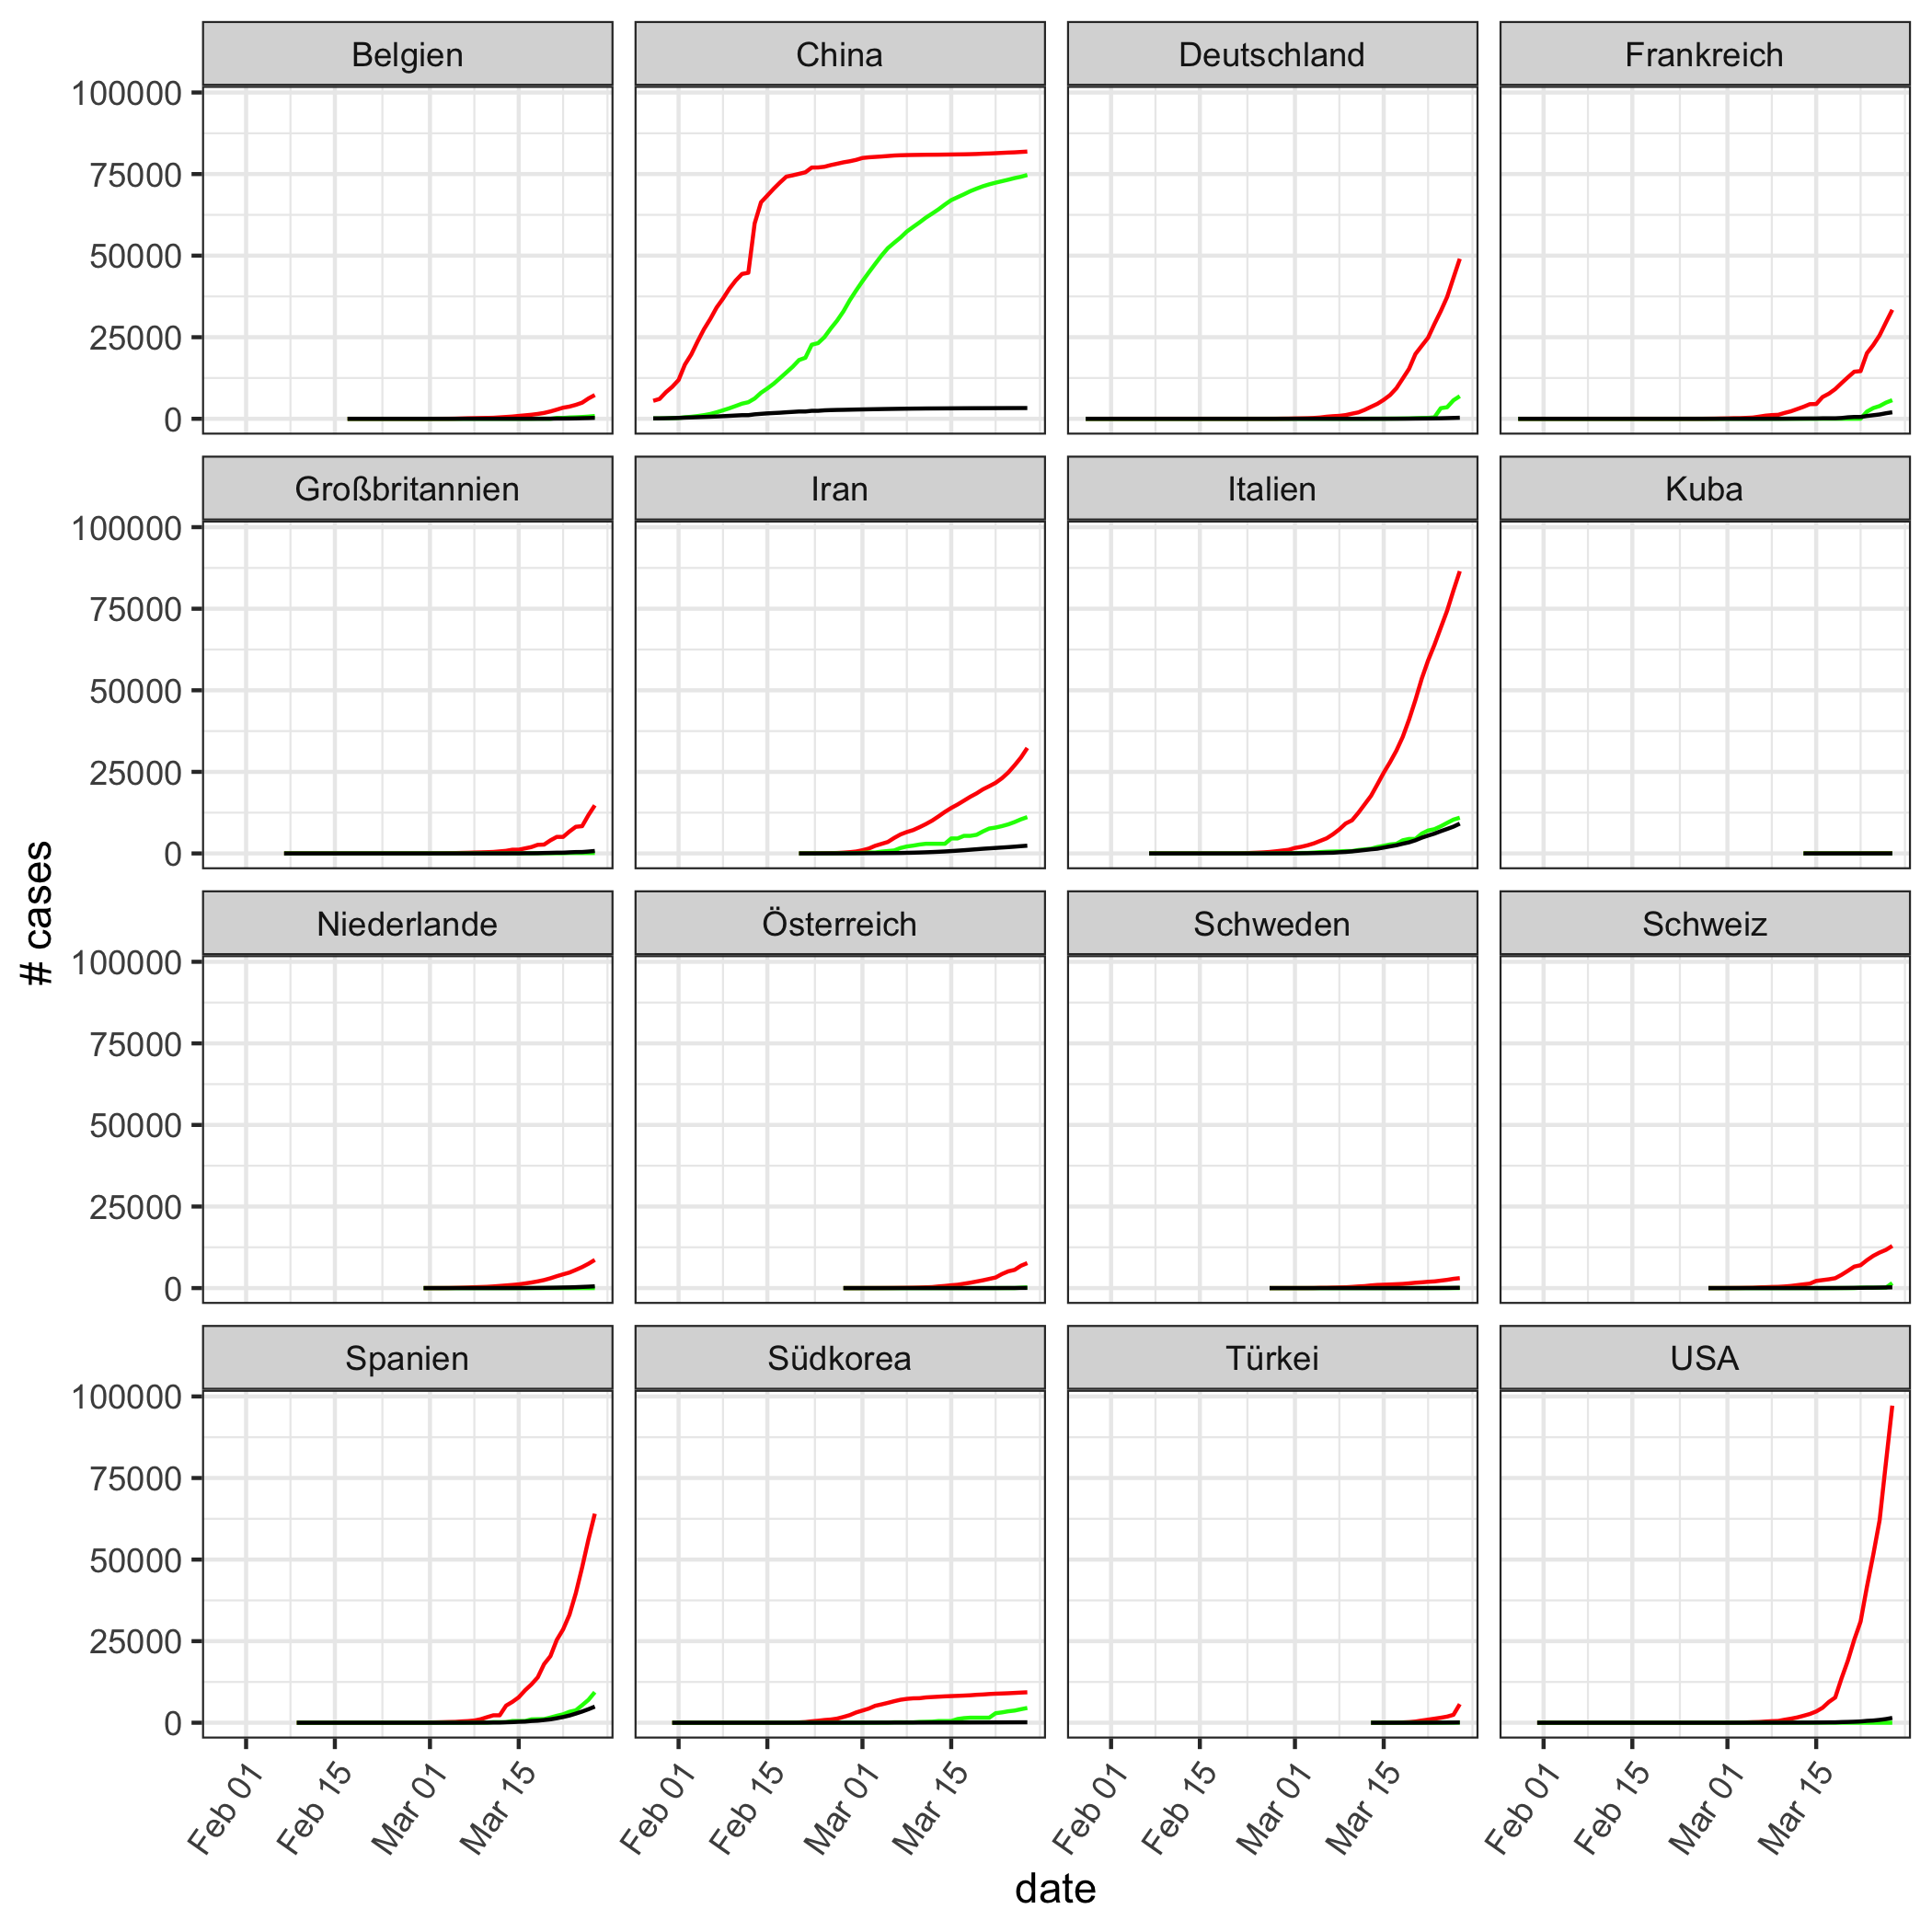 Belgien
China
Deutschland
Frankreich
100000
75000
50000
25000
0
Großbritannien
Iran
Italien
Kuba
100000
75000
50000
25000
0
Niederlande
Österreich
Schweden
Schweiz
100000
75000
50000
25000
0
Spanien
Südkorea
Türkei
USA
100000
75000
50000
25000
0
# cases
Feb 01
Feb 15
Mar 01
Mar 15
Feb 01
Feb 15
Mar 01
Mar 15
Feb 01
Feb 15
Mar 01
Mar 15
Feb 01
Feb 15
Mar 01
Mar 15
date